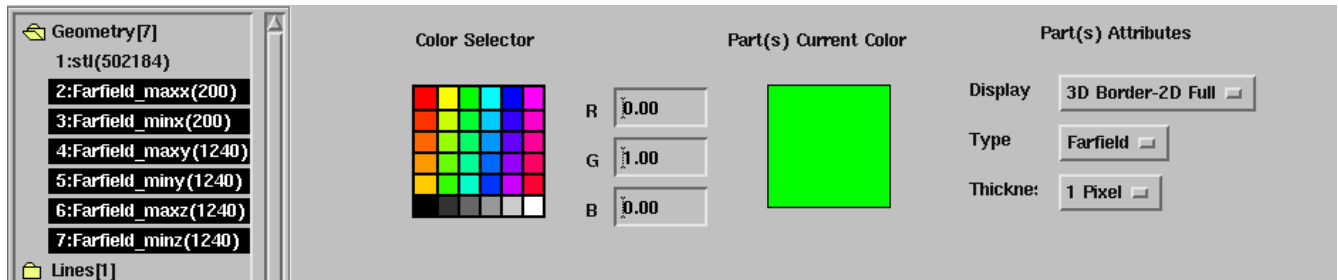 Geometry[7]
1:stl(502184)
2:Farfield_maxx(200)
3:Farfield_minx(200)
4:Farfield_maxy(1240)
5:Farfield_miny(1240)
6:Farfield_maxz(1240)
7:Farfield_minz(1240)
Lines[1]
Color Selector
R 0.00
G 1.00
B 0.00
Part(s) Current Color
Part(s) Attributes
Display 3D Border-2D Full
Type Farfield
Thickne: 1 Pixel